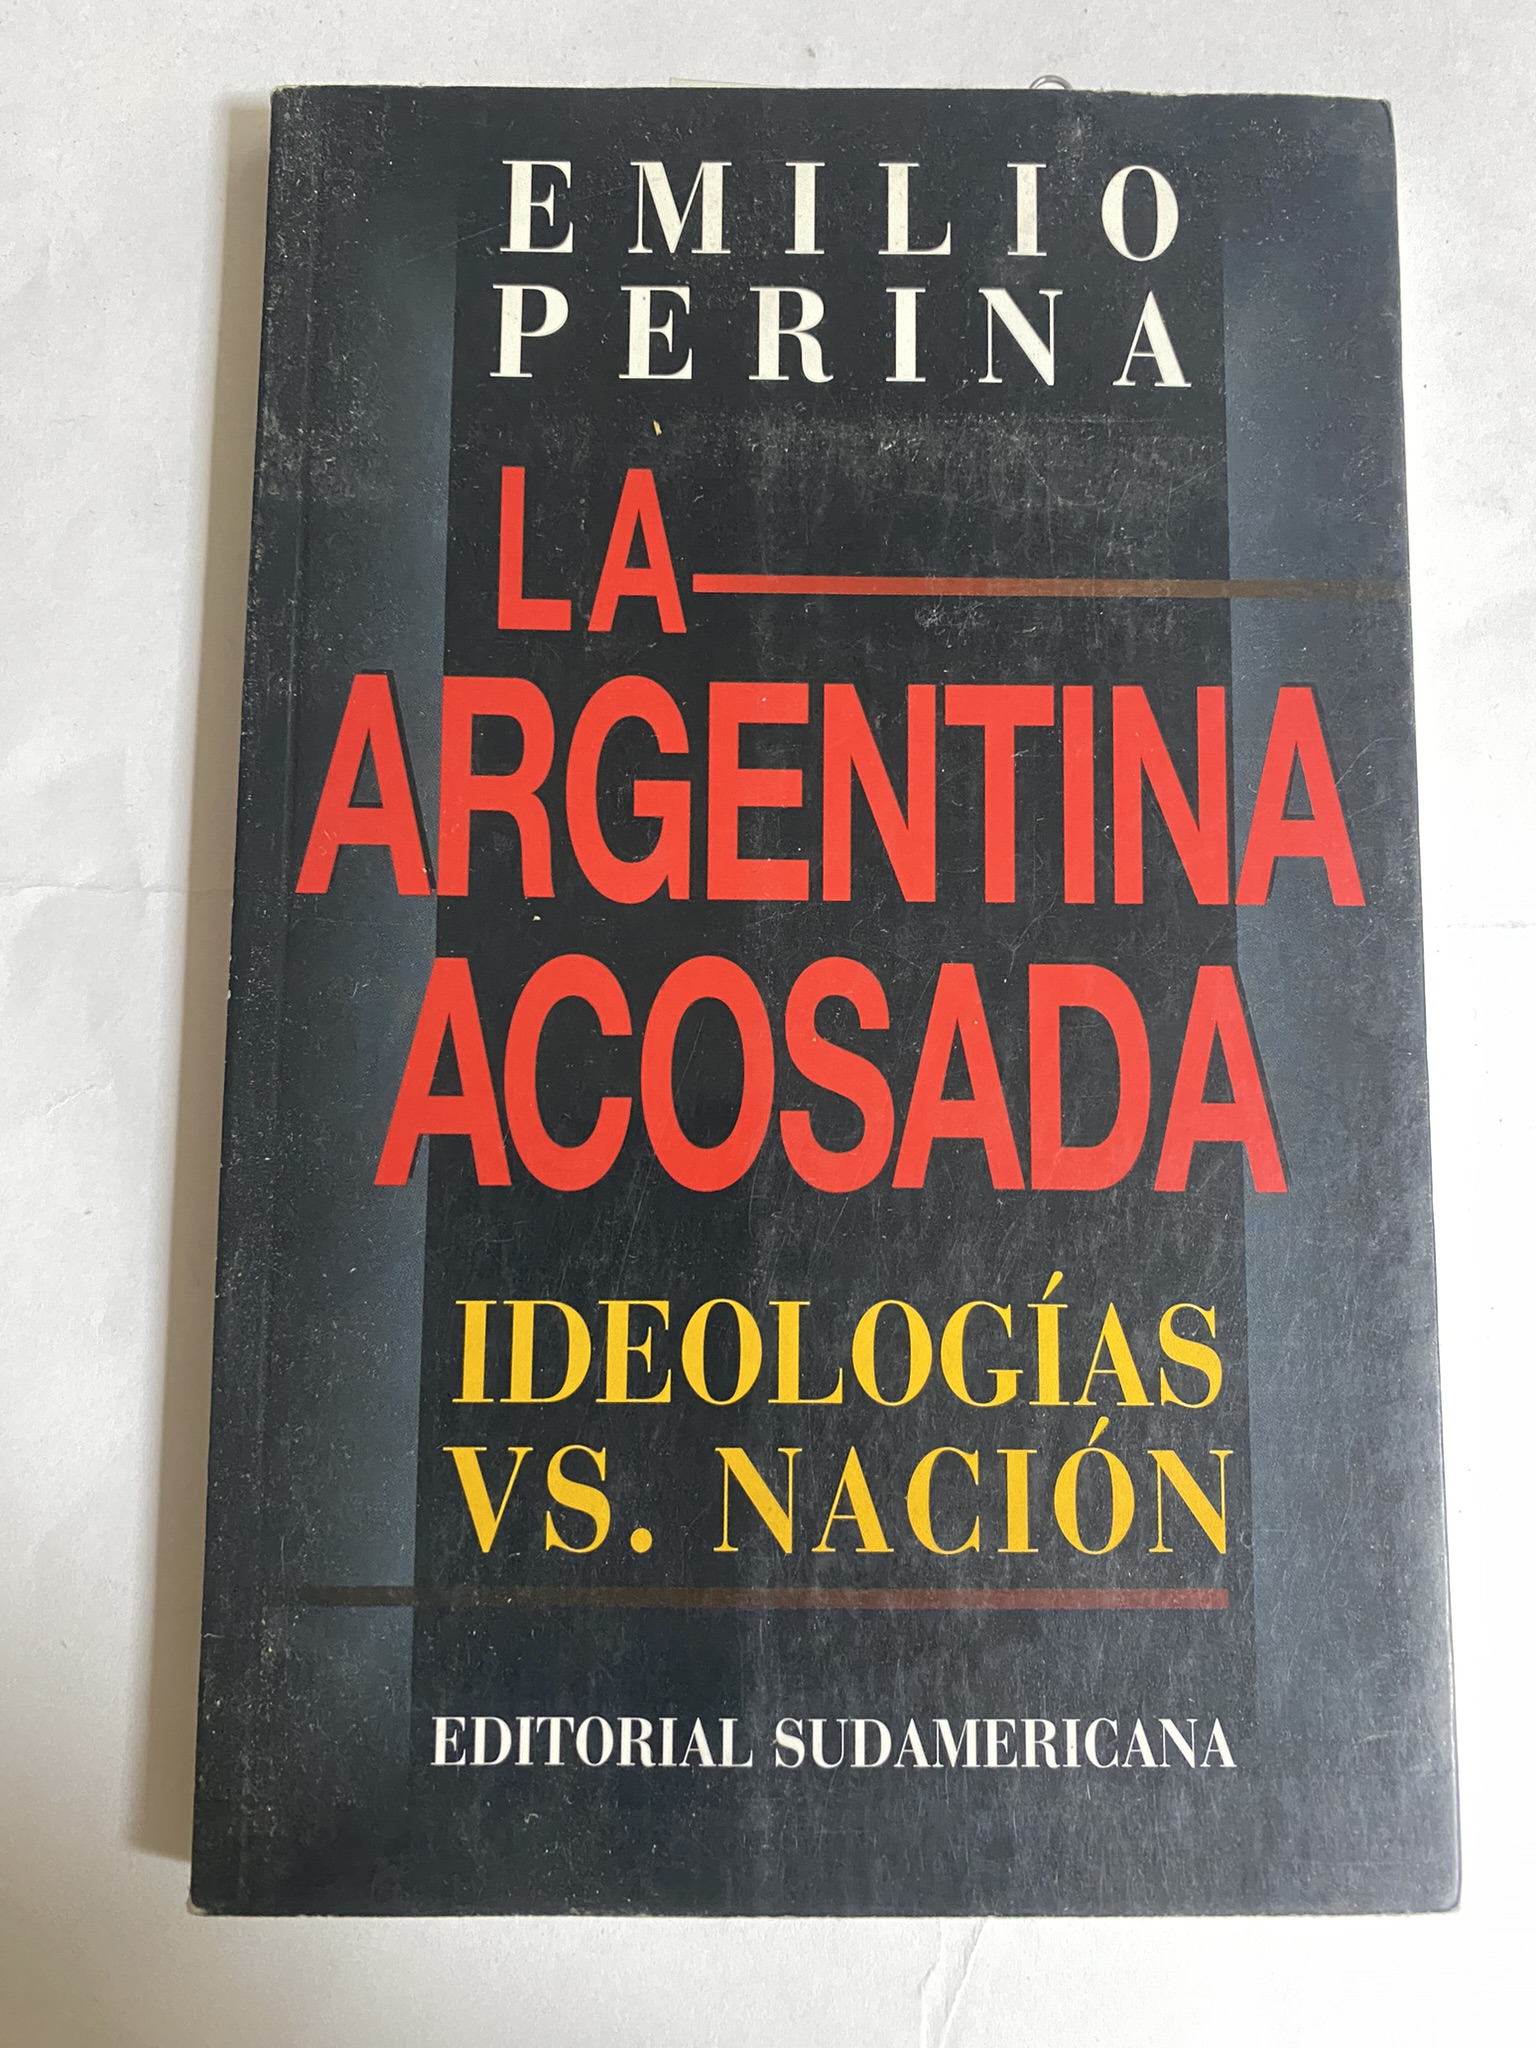 EMILIO
PERINA
LA
ARGENTINA
ACOSADA
IDEOLOGÍAS
VS. NACIÓN
EDITORIAL SUDAMERICANA